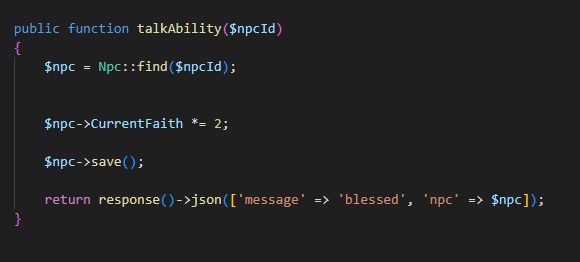 public function talkAbility($npcId)
{
    $npc = Npc::find($npcId);
    $npc->CurrentFaith *= 2;
    $npc->save();
    return response()->json(['message' => 'blessed', 'npc' => $npc]);
}